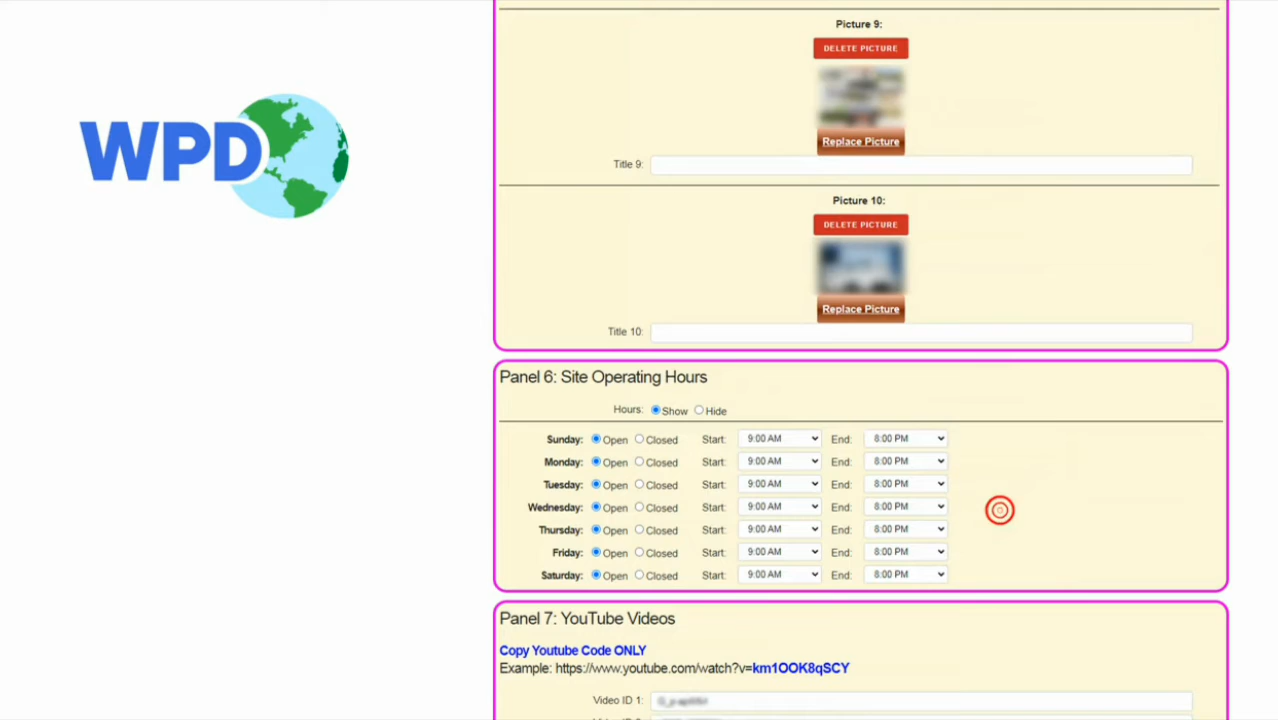 WPD
Picture 9:
DELETE PICTURE
Replace Picture
Title 9:
Picture 10:
DELETE PICTURE
Replace Picture
Title 10:
Panel 6: Site Operating Hours
Hours: Show Hide
Sunday: Open Closed Start: 9:00 AM End: 8:00 PM
Monday: Open Closed Start: 9:00 AM End: 8:00 PM
Tuesday: Open Closed Start: 9:00 AM End: 8:00 PM
Wednesday: Open Closed Start: 9:00 AM End: 8:00 PM
Thursday: Open Closed Start: 9:00 AM End: 8:00 PM
Friday: Open Closed Start: 9:00 AM End: 8:00 PM
Saturday: Open Closed Start: 9:00 AM End: 8:00 PM
Panel 7: YouTube Videos
Copy Youtube Code ONLY
Example: https://www.youtube.com/watch?v=km1OOK8qSCY
Video ID 1: